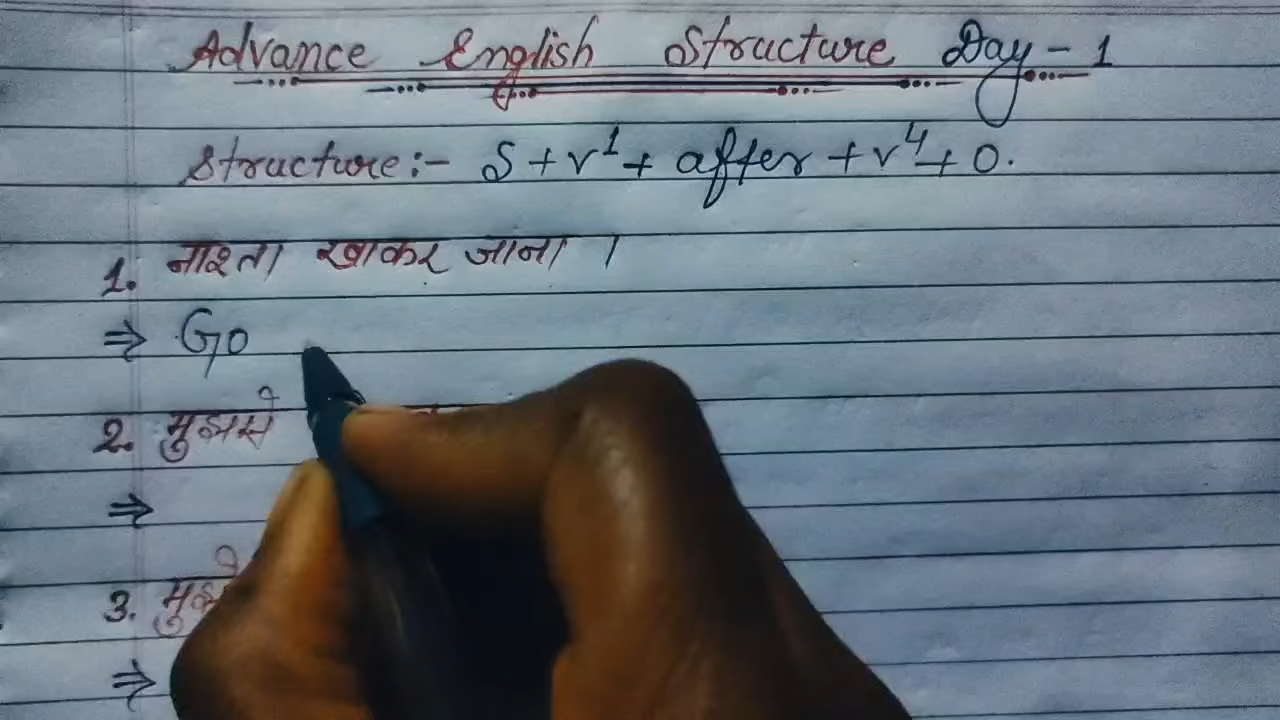 Advance English Structure Day - 1
Structure:- S + v¹ + after + v⁴ + O.
1. नाश्ता खाकर जाना ।
⇒ Go
2. मुझसे
⇒
3.
⇒